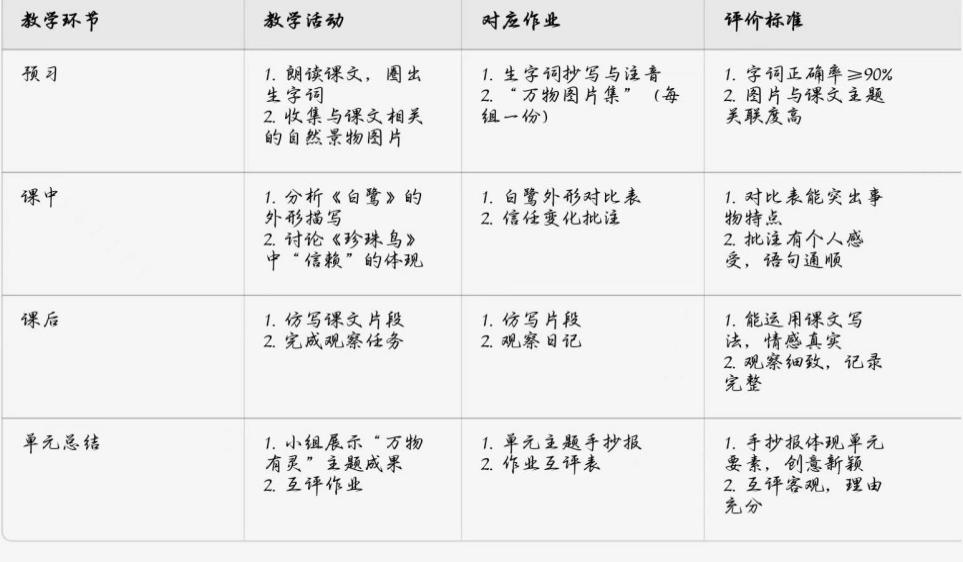 教学环节 教学活动 对应作业 评价标准
预习
1. 朗读课文，圈出
生字词
2. 收集与课文相关
的自然景物图片
1. 生字词抄写与注音
2. “万物图片集”（每
组一份）
1. 字词正确率≥90%
2. 图片与课文主题
关联度高
课中
1. 分析《白鹭》的
外形描写
2. 讨论《珍珠鸟》
中“信赖”的体现
1. 白鹭外形对比表
2. 信任变化批注
1. 对比表能突出事
物特点
2. 批注有个人感
受，语句通顺
课后
1. 仿写课文片段
2. 完成观察任务
1. 仿写片段
2. 观察日记
1. 能运用课文写
法，情感真实
2. 观察细致，记录
完整
单元总结
1. 小组展示“万物
有灵”主题成果
2. 互评作业
1. 单元主题手抄报
2. 作业互评表
1. 手抄报体现单元
要素，创意新颖
2. 互评客观，理由
充分